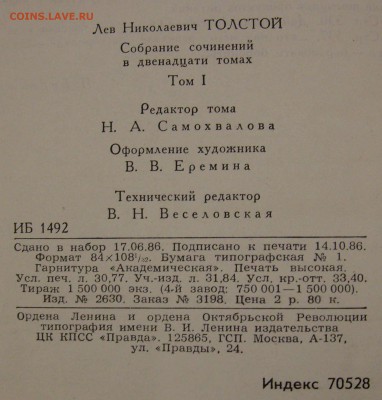 COINS.LAVE.RU
Лев Николаевич ТОЛСТОЙ
Собрание сочинений
в двенадцати томах
Том I
Редактор тома
Н. А. Самохвалова
Оформление художника
В. В. Еремина
Технический редактор
В. Н. Веселовская
ИБ 1492
Сдано в набор 17.06.86. Подписано к печати 14.10.86.
Формат 84×108¹/₃₂. Бумага типографская № 1.
Гарнитура «Академическая». Печать высокая.
Усл. печ. л. 30,77. Уч.-изд. л. 31,84. Усл. кр.-отт. 33,40.
Тираж 1 500 000 экз. (4-й завод: 750 001—1 500 000).
Изд. № 2630. Заказ № 3198. Цена 2 р. 80 к.
Ордена Ленина и ордена Октябрьской Революции
типография имени В. И. Ленина издательства
ЦК КПСС «Правда». 125865, ГСП, Москва, А-137,
ул. «Правды», 24.
Индекс 70528